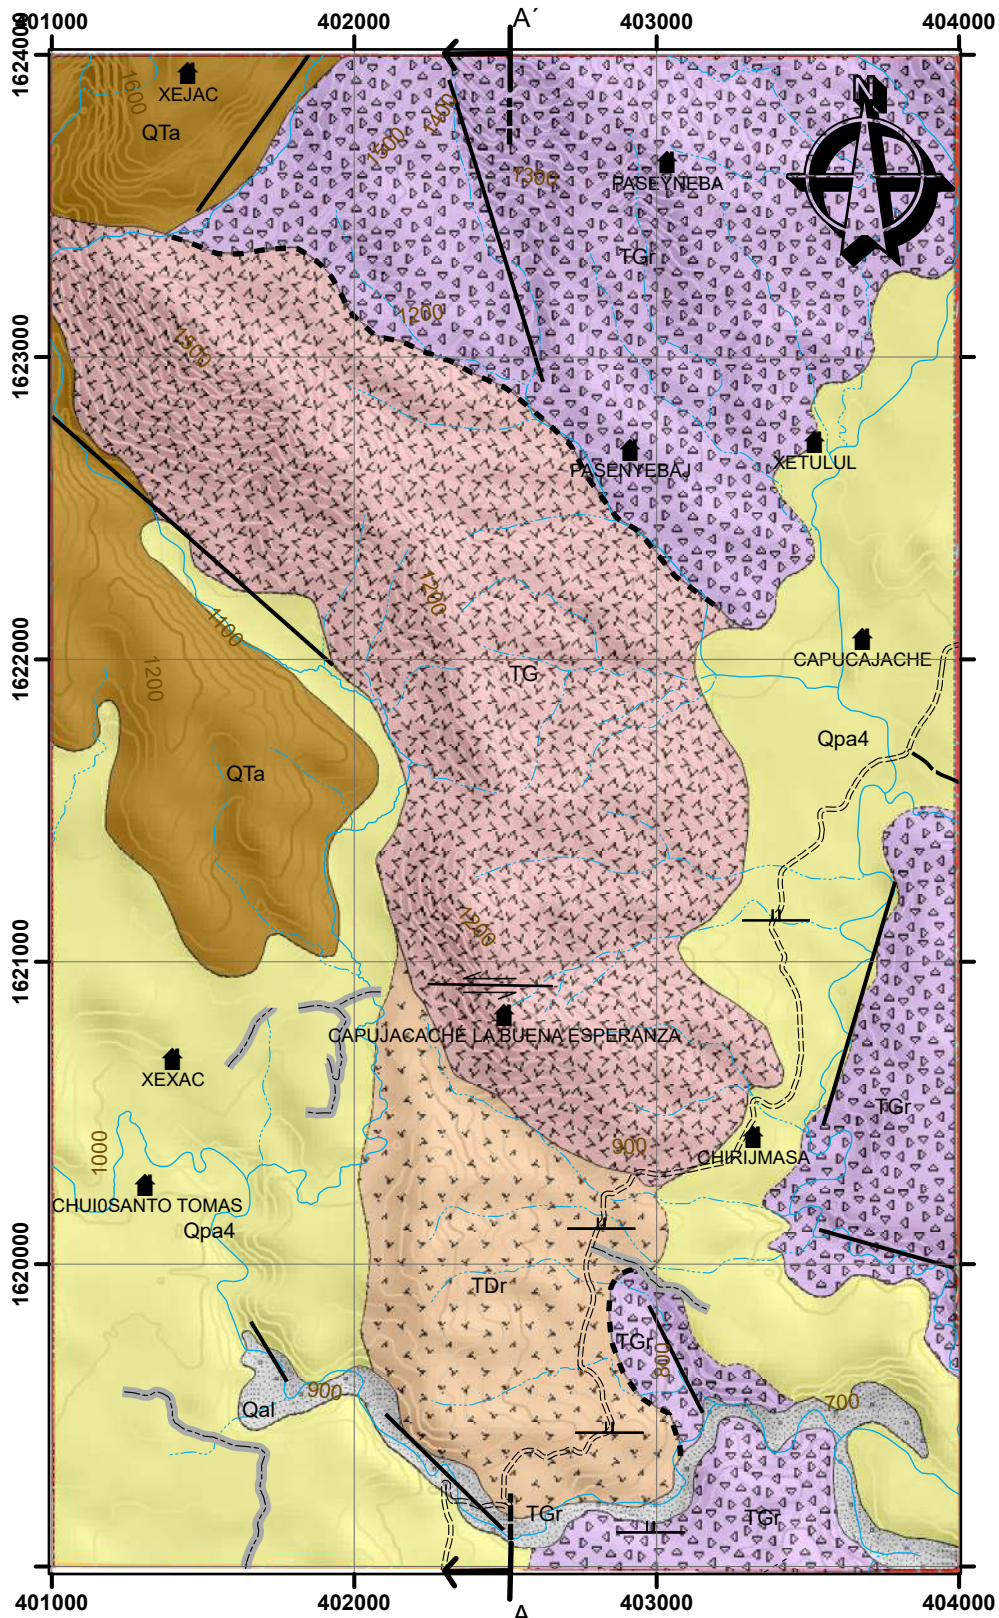 401000
402000
A´
403000
404000
1624000
N
XEJAC
1600
QTa
1400
1500
1300
PASEYNEBA
TGr
1200
1300
1623000
PASENYEBAJ
XETULUL
1200
1100
1622000
CAPUCAJACHE
1200
TG
Qpa4
QTa
1200
1621000
CAPUJACACHE LA BUENA ESPERANZA
XEXAC
TGr
1000
900
CHIRIJMASA
CHUI0SANTO TOMAS
Qpa4
1620000
TDr
TGr
800
900
700
Qal
TGr
TGr
401000
402000
A
403000
404000